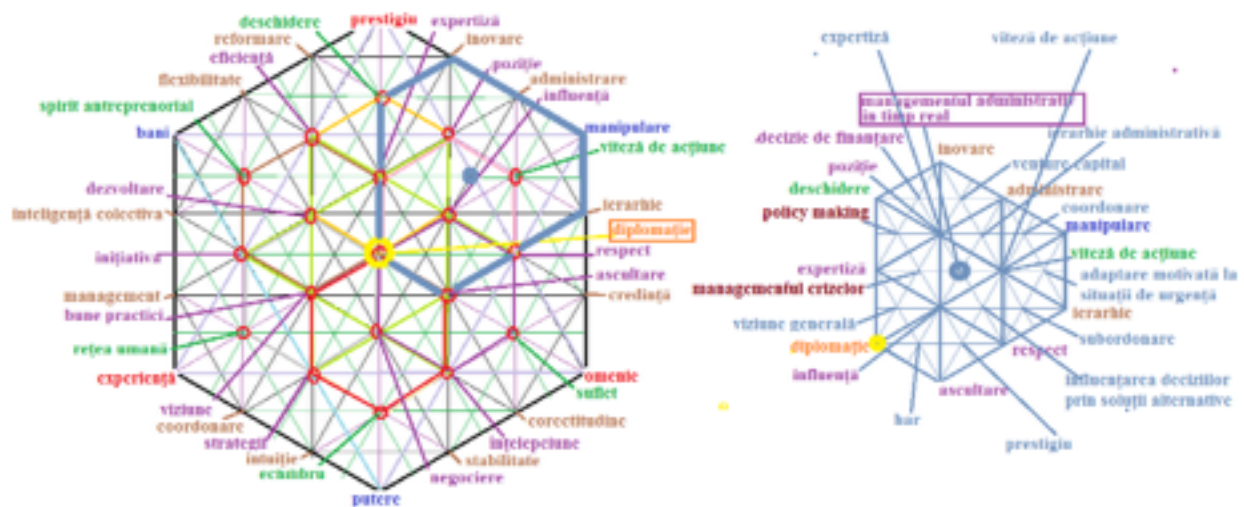 prestigiu
deschidere
expertiză
reformare
inovare
eficiență
poziție
flexibilitate
administrare
influență
spirit antreprenorial
bani
manipulare
viteză de acțiune
dezvoltare
inteligență colectivă
ierarhie
diplomație
inițiativă
respect
ascultare
management
credință
bune practici
rețea umană
experiență
omenie
suflet
viziune
coordonare
corectitudine
strategii
înțelepciune
intuiție
stabilitate
echilibru
negociere
putere
expertiză
viteză de acțiune
managementul administrativ
în timp real
decizie de finanțare
ierarhie administrativă
inovare
poziție
venture capital
deschidere
administrare
policy making
coordonare
manipulare
viteză de acțiune
expertiză
adaptare motivată la
situații de urgență
managementul crizelor
ierarhie
viziune generală
subordonare
diplomație
respect
influență
influențarea deciziilor
prin soluții alternative
ascultare
har
prestigiu